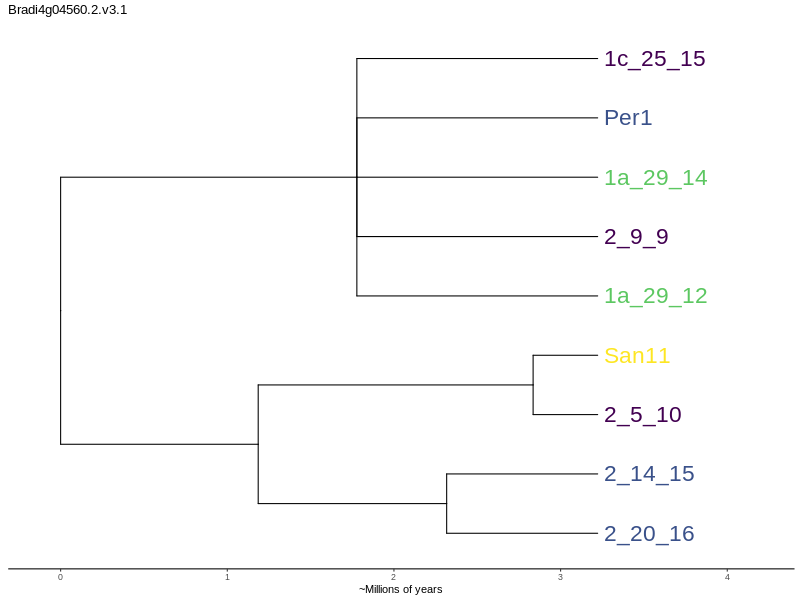 Bradi4g04560.2.v3.1
1c_25_15
Per1
1a_29_14
2_9_9
1a_29_12
San11
2_5_10
2_14_15
2_20_16
0 1 2 3 4
~Millions of years